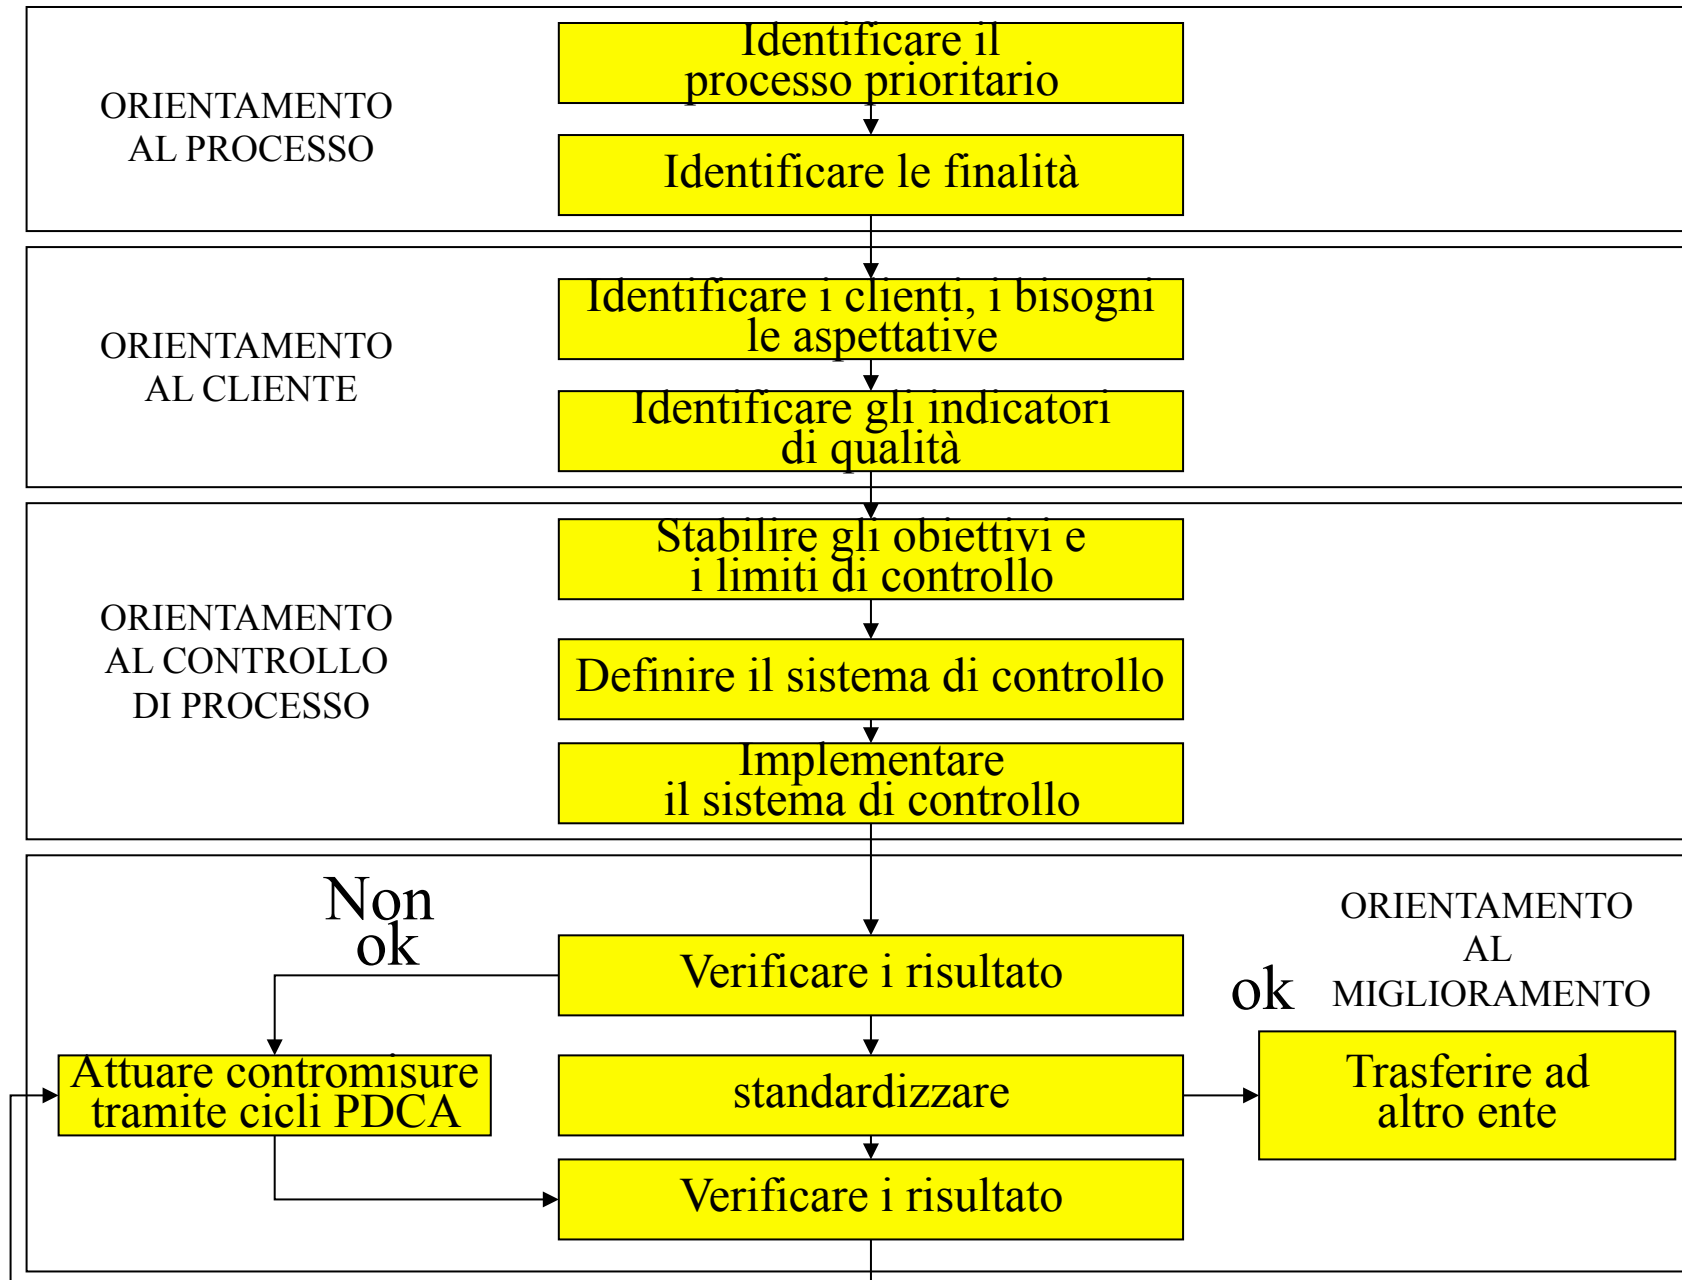 Identificare il
processo prioritario
ORIENTAMENTO
AL PROCESSO
Identificare le finalità
Identificare i clienti, i bisogni
le aspettative
ORIENTAMENTO
AL CLIENTE
Identificare gli indicatori
di qualità
Stabilire gli obiettivi e
i limiti di controllo
ORIENTAMENTO
AL CONTROLLO
DI PROCESSO
Definire il sistema di controllo
Implementare
il sistema di controllo
Non
ok
ORIENTAMENTO
AL
MIGLIORAMENTO
Verificare i risultato
ok
Attuare contromisure
tramite cicli PDCA
standardizzare
Trasferire ad
altro ente
Verificare i risultato